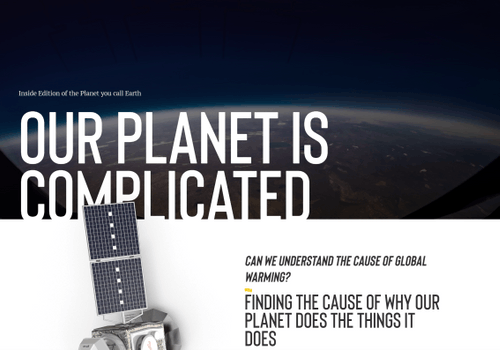 Inside Edition of the Planet you call Earth
OUR PLANET IS
COMPLICATED
CAN WE UNDERSTAND THE CAUSE OF GLOBAL
WARMING?
FINDING THE CAUSE OF WHY OUR
PLANET DOES THE THINGS IT
DOES